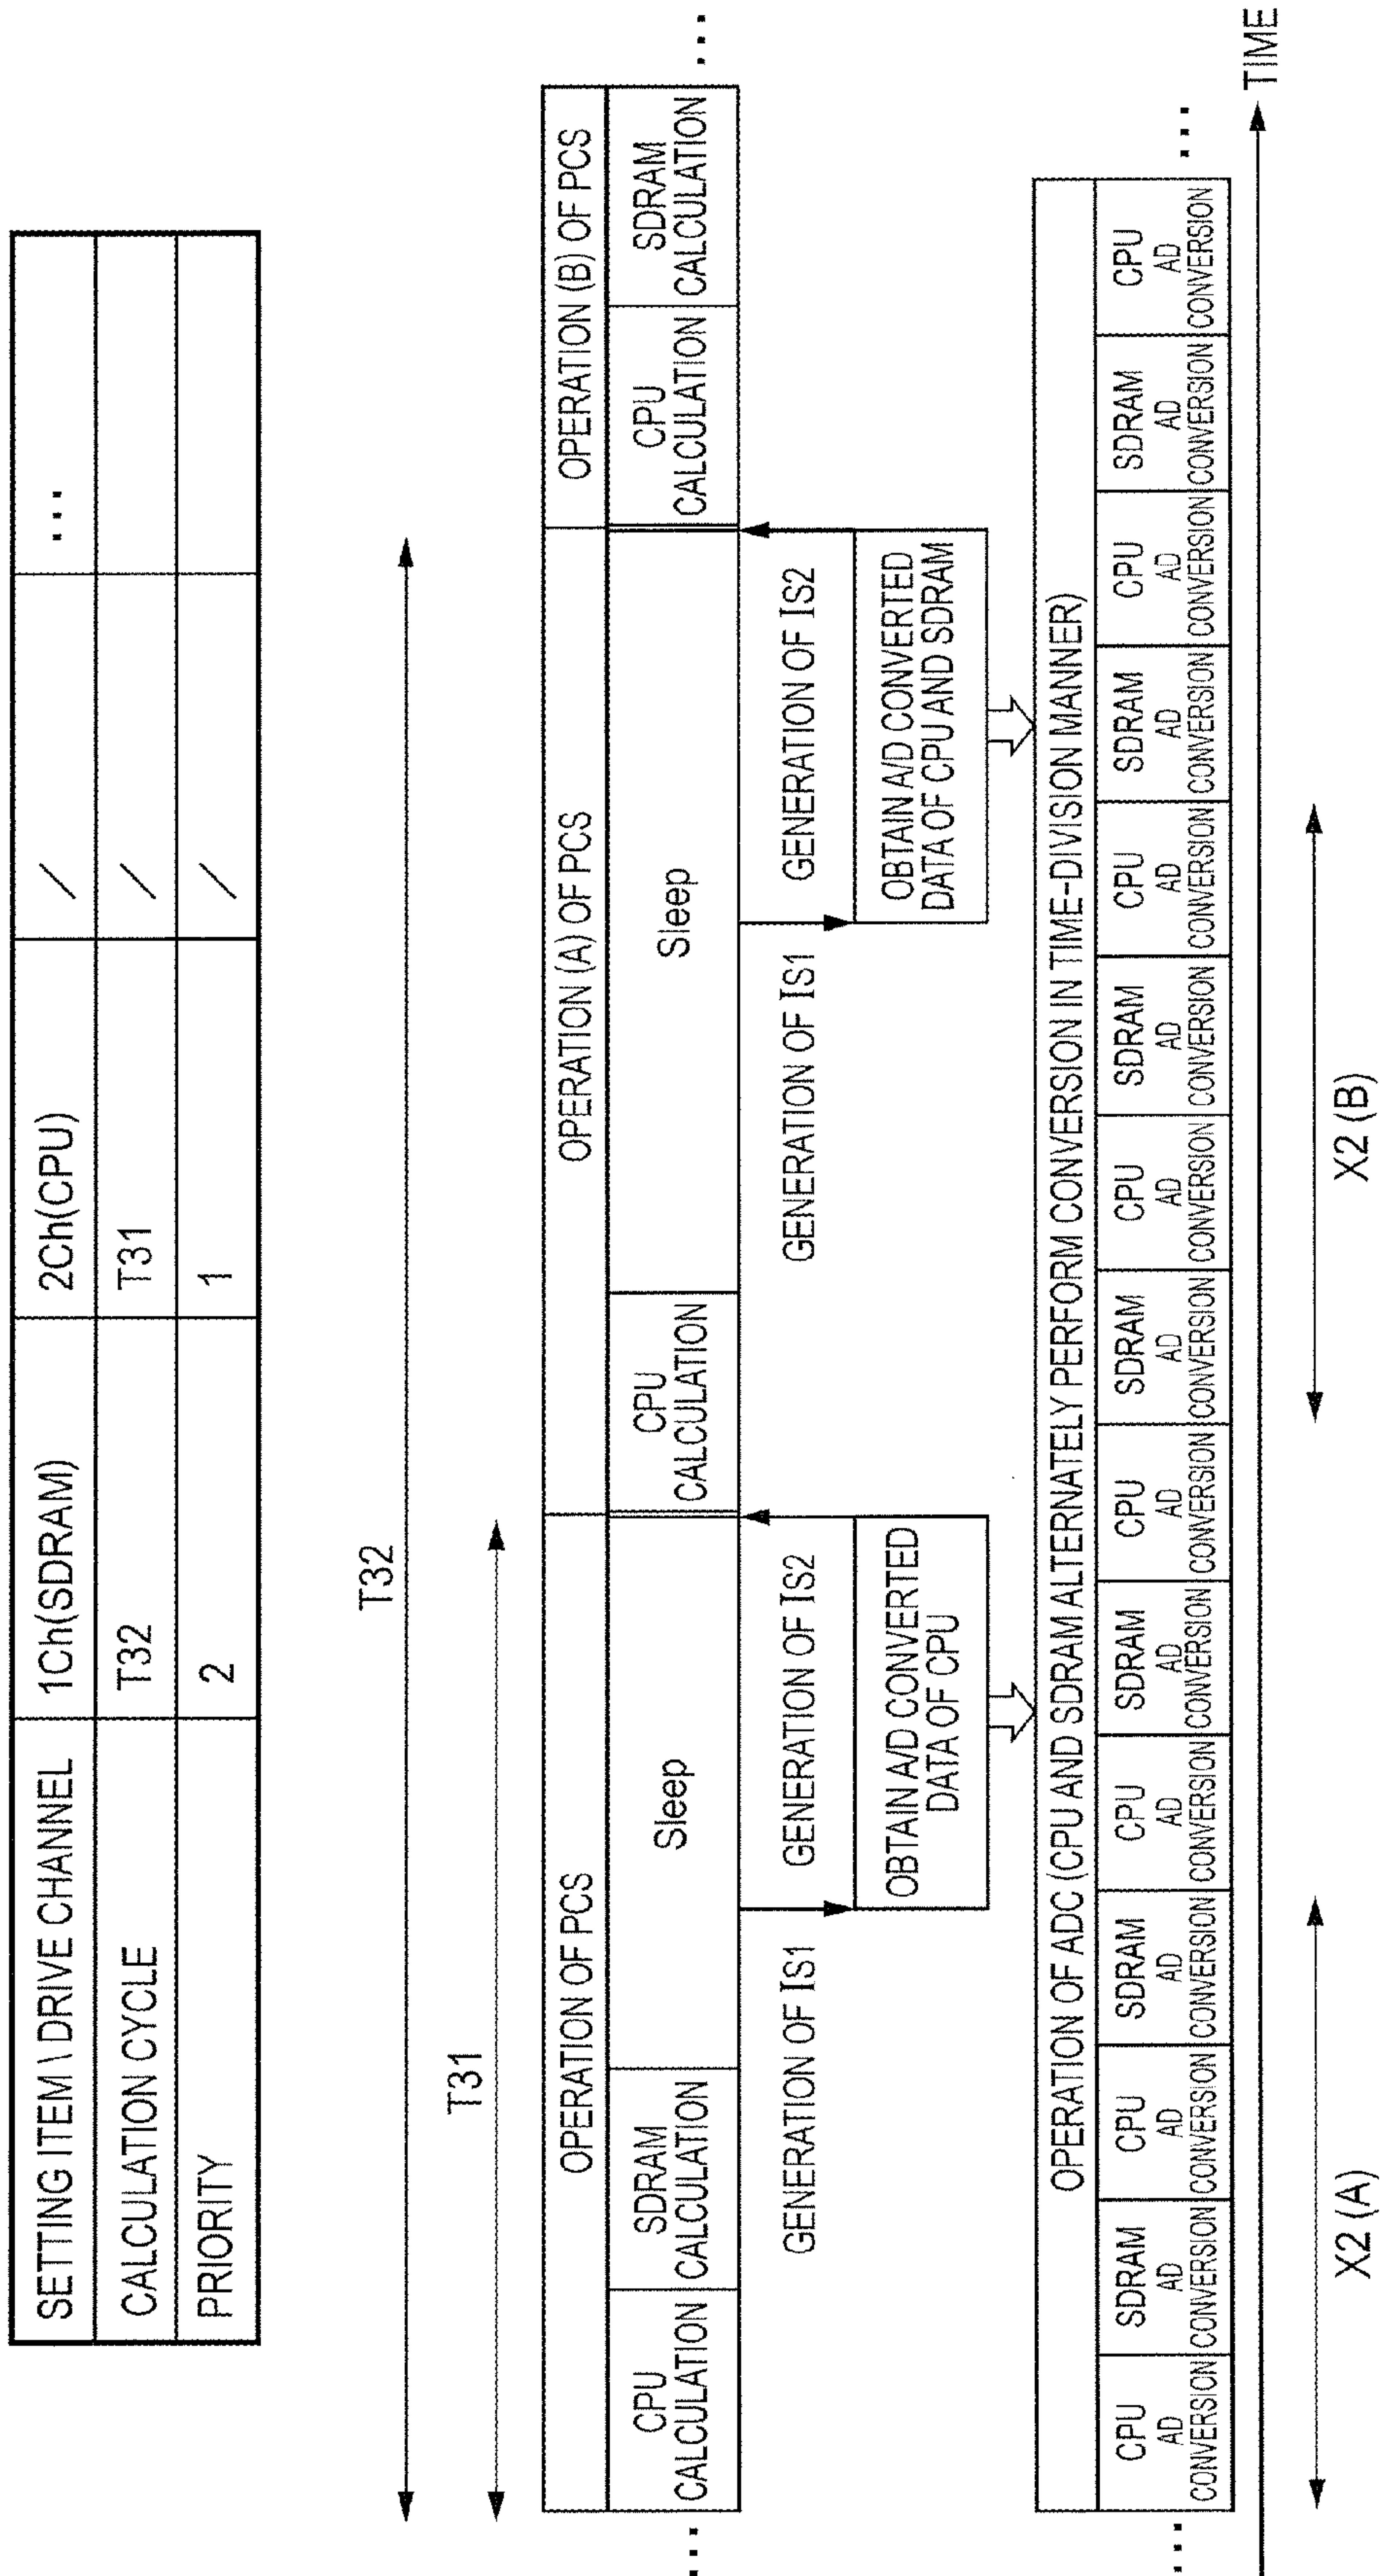 SETTING ITEM \ DRIVE CHANNEL 1Ch(SDRAM) 2Ch(CPU) / ...
CALCULATION CYCLE T32 T31 /
PRIORITY 2 1 /
T32
T31
OPERATION OF PCS OPERATION (A) OF PCS OPERATION (B) OF PCS
... CPU CALCULATION SDRAM CALCULATION Sleep CPU CALCULATION Sleep CPU CALCULATION SDRAM CALCULATION ...
GENERATION OF IS1 GENERATION OF IS2 GENERATION OF IS1 GENERATION OF IS2
OBTAIN A/D CONVERTED
DATA OF CPU
OBTAIN A/D CONVERTED
DATA OF CPU AND SDRAM
OPERATION OF ADC (CPU AND SDRAM ALTERNATELY PERFORM CONVERSION IN TIME-DIVISION MANNER)
... CPU SDRAM CPU SDRAM CPU SDRAM CPU SDRAM CPU SDRAM CPU SDRAM CPU SDRAM CPU ...
AD AD AD AD AD AD AD AD AD AD AD AD AD AD AD
CONVERSION CONVERSION CONVERSION CONVERSION CONVERSION CONVERSION CONVERSION CONVERSION CONVERSION CONVERSION CONVERSION CONVERSION CONVERSION CONVERSION CONVERSION
TIME
X2 (A) X2 (B)